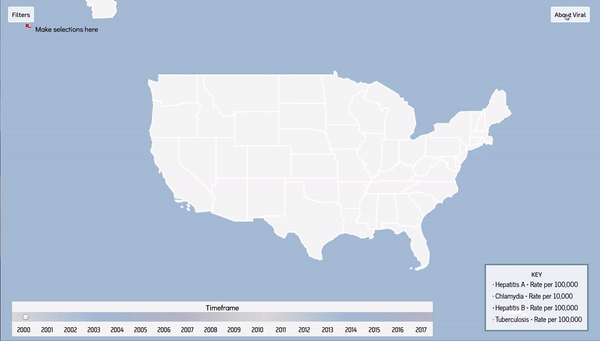 Filters
About Viral
Make selections here
KEY
· Hepatitis A · Rate per 100,000
· Chlamydia · Rate per 10,000
· Hepatitis B · Rate per 100,000
· Tuberculosis · Rate per 100,000
Timeframe
2000 2001 2002 2003 2004 2005 2006 2007 2008 2009 2010 2011 2012 2013 2014 2015 2016 2017